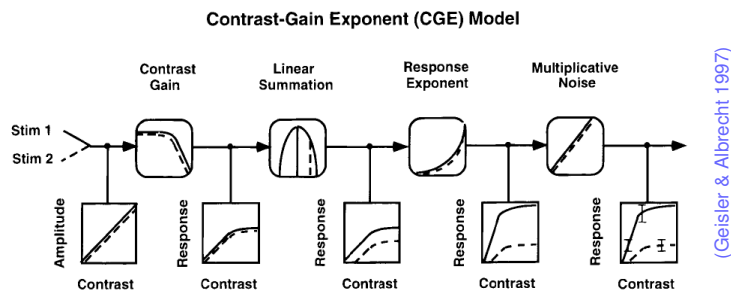 Contrast-Gain Exponent (CGE) Model
Contrast
Gain
Linear
Summation
Response
Exponent
Multiplicative
Noise
Stim 1
Stim 2
Amplitude
Response
Response
Response
Response
Contrast
Contrast
Contrast
Contrast
Contrast
(Geisler & Albrecht 1997)